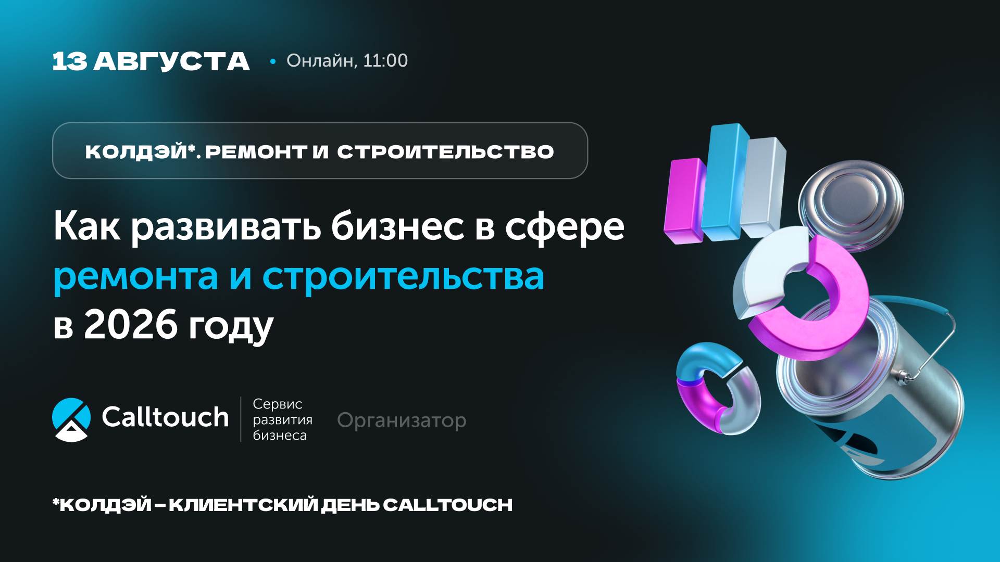 13 АВГУСТА • Онлайн, 11:00
КОЛДЭЙ*. РЕМОНТ И СТРОИТЕЛЬСТВО
Как развивать бизнес в сфере
ремонта и строительства
в 2026 году
Calltouch
Сервис
развития
бизнеса
Организатор
*КОЛДЭЙ – КЛИЕНТСКИЙ ДЕНЬ CALLTOUCH